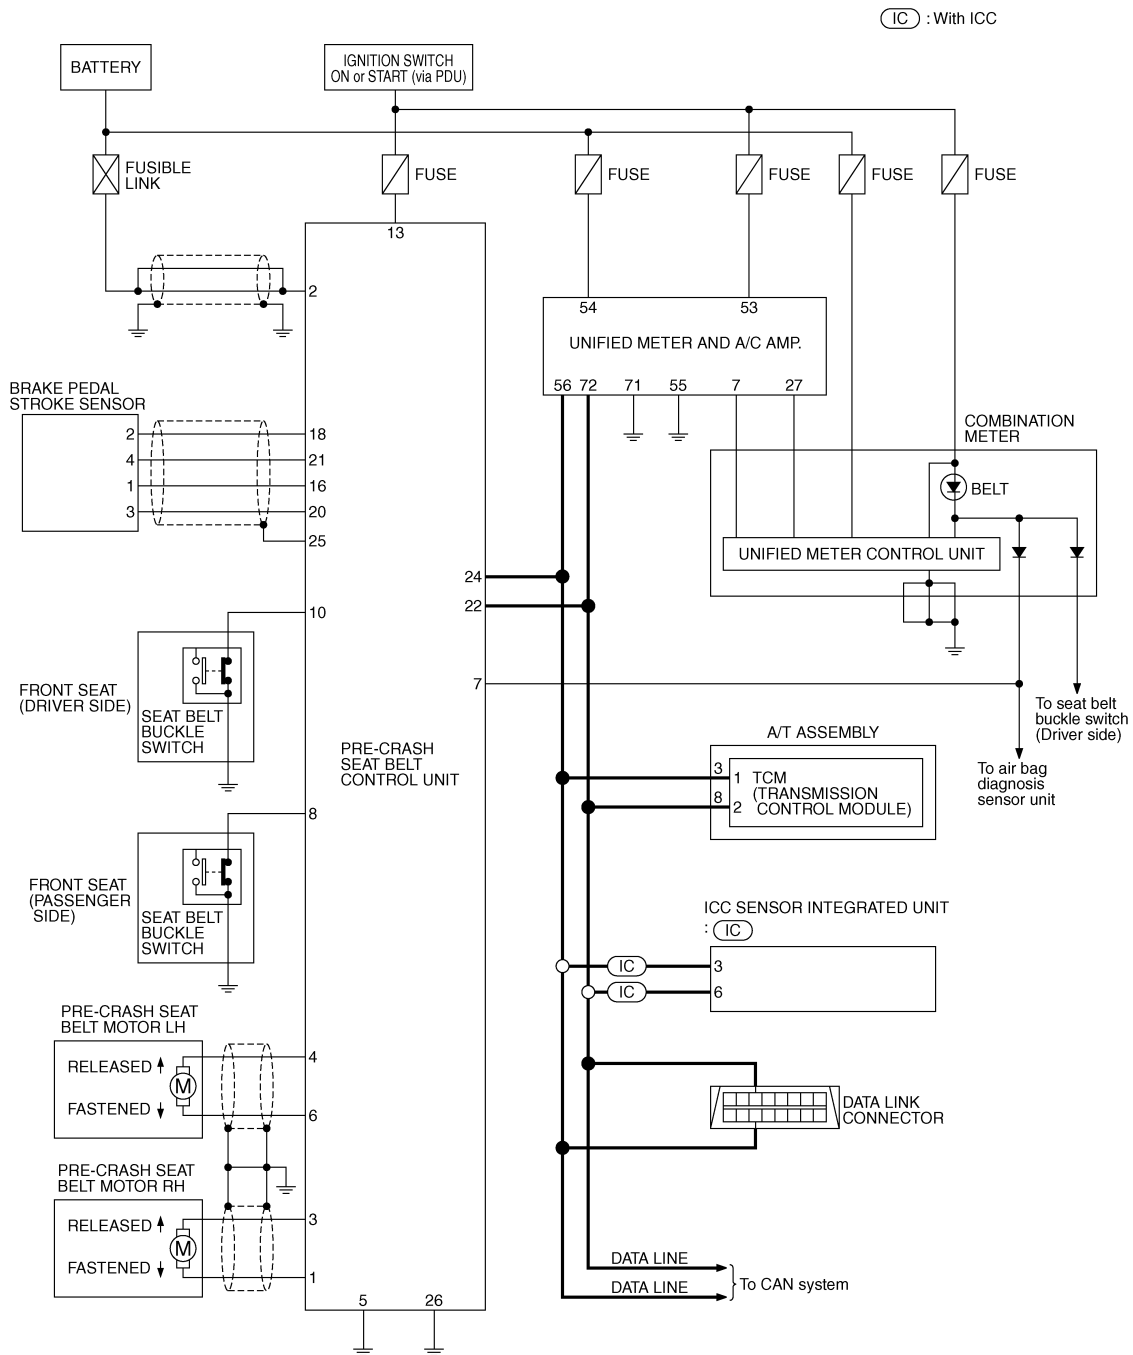 IC : With ICC
BATTERY
IGNITION SWITCH
ON or START (via PDU)
FUSIBLE
LINK
FUSE
FUSE
FUSE
FUSE
FUSE
13
2
54
53
UNIFIED METER AND A/C AMP.
56 72 71 55 7 27
BRAKE PEDAL
STROKE SENSOR
2
4
1
3
18
21
16
20
25
COMBINATION
METER
BELT
UNIFIED METER CONTROL UNIT
24
22
7
10
FRONT SEAT
(DRIVER SIDE)
SEAT BELT
BUCKLE
SWITCH
To seat belt
buckle switch
(Driver side)
To air bag
diagnosis
sensor unit
PRE-CRASH
SEAT BELT
CONTROL UNIT
A/T ASSEMBLY
3
8
1
2
TCM
(TRANSMISSION
CONTROL MODULE)
8
FRONT SEAT
(PASSENGER
SIDE)
SEAT BELT
BUCKLE
SWITCH
ICC SENSOR INTEGRATED UNIT
: IC
IC
3
IC
6
PRE-CRASH SEAT
BELT MOTOR LH
RELEASED
M
FASTENED
4
6
DATA LINK
CONNECTOR
PRE-CRASH SEAT
BELT MOTOR RH
RELEASED
M
FASTENED
3
1
DATA LINE
DATA LINE
To CAN system
5
26